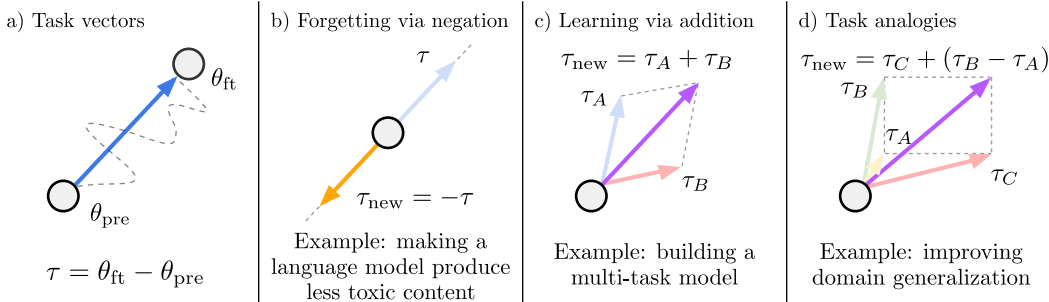 a) Task vectors
θft
θpre
τ = θft − θpre
b) Forgetting via negation
τ
τnew = −τ
Example: making a
language model produce
less toxic content
c) Learning via addition
τnew = τA + τB
τA
τB
Example: building a
multi-task model
d) Task analogies
τnew = τC + (τB − τA)
τB
τA
τC
Example: improving
domain generalization